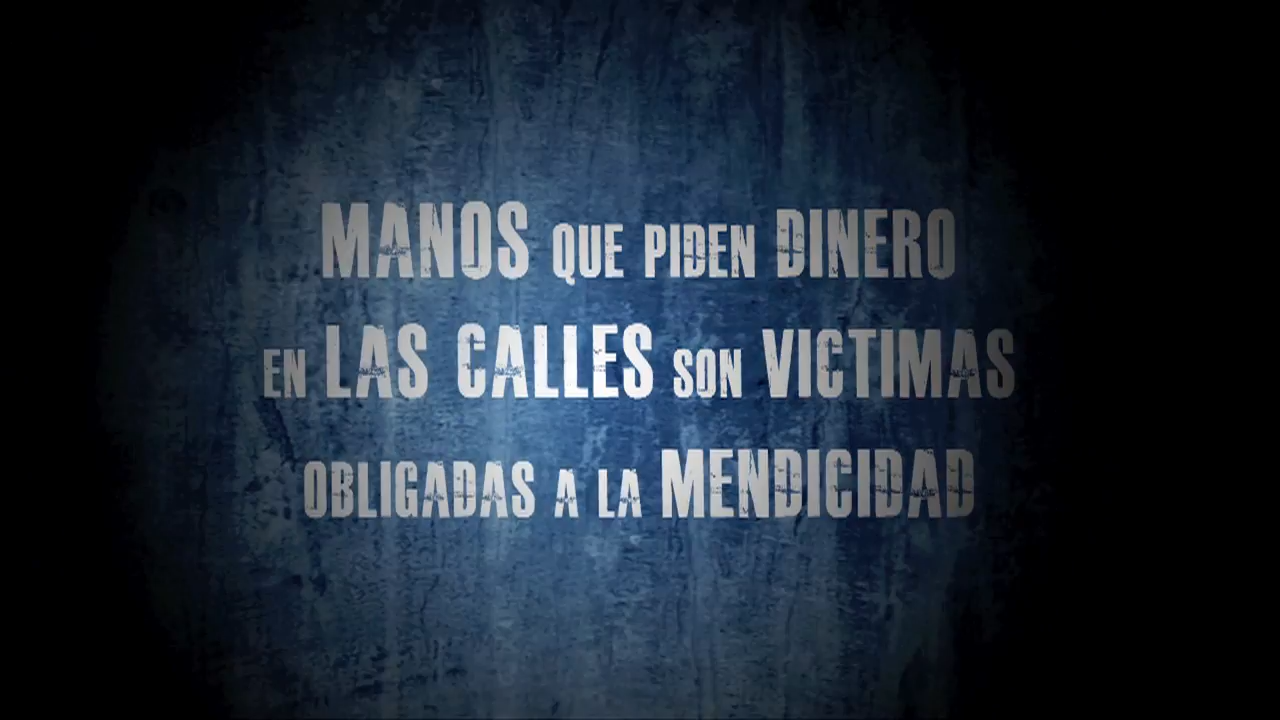 MANOS QUE PIDEN DINERO
EN LAS CALLES SON VICTIMAS
OBLIGADAS A LA MENDICIDAD